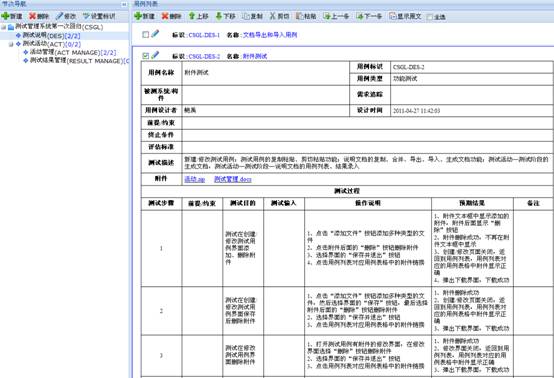 节次导航
用例列表
新建 删除 修改 设置标识
新建 删除 上移 下移 复制 剪切 粘贴 上一条 下一条 显示原文 全选
测试管理系统第一次回归(CSGL)
测试说明(DES)[2/2]
测试活动(ACT)[0/2]
活动管理(ACT MANAGE)[2/2]
测试结果管理(RESULT MANAGE)[0
标识:CSGL-DES-1 名称:文档导出和导入用例
标识:CSGL-DES-2 名称:附件测试
用例名称 附件测试 用例标识 CSGL-DES-2
用例类型 功能测试
被测系统/构件 需求追踪
用例设计者 设计时间 2011-04-27 11:42:03
前提/约束
终止条件
评估标准
测试描述 新建/修改测试用例;测试用例的复制粘贴、剪切粘贴功能;说明文档的复制、合并、导出、导入、生成文档功能;测试活动—测试阶段的生成文档,测试活动—测试阶段—说明文档的用例列表、结果录入
附件 活动.zip 测试管理.docx
测试过程
测试步骤 前提/约束 测试目的 测试输入 操作说明 预期结果 备注
1
测试在创建/修改测试用例界面添加、删除附件
1、点击“添加文件”按钮添加多种类型的文件
2、点击附件后面的“删除”按钮删除附件
3、选择界面的“保存并退出”按钮
4、点击用例列表对应用例表格中的附件链接
1、附件文本框中显示添加的附件,附件后面显示“删除”按钮
2、附件删除成功,不再在附件文本框中显示
3、创建/修改页面关闭,返回到用例列表,用例列表对应的用例表格中附件显示正确
4、弹出下载界面,下载成功
2
测试在创建/修改测试用例界面保存后删除附件
1、点击“添加文件”按钮添加多种类型的文件,然后选择界面的“保存”按钮,最后选择附件后面的“删除”按钮删除附件
2、选择界面的“保存并退出”按钮
3、点击用例列表对应用例表格中的附件链接
1、附件删除成功
2、创建/修改页面关闭,返回到用例列表,用例列表对应的用例表格中附件显示正确
3、弹出下载界面,下载成功
3
测试在修改测试用例界面删除附件
1、打开测试用例有附件的修改界面,在修改界面选择“删除”按钮删除附件
2、选择界面的“保存并退出”按钮
3、点击用例列表对应用例表格中的附件链接
1、附件删除成功
2、修改界面关闭,返回到用例列表,用例列表对应的用例表格中附件显示正确
3、弹出下载界面,下载成功